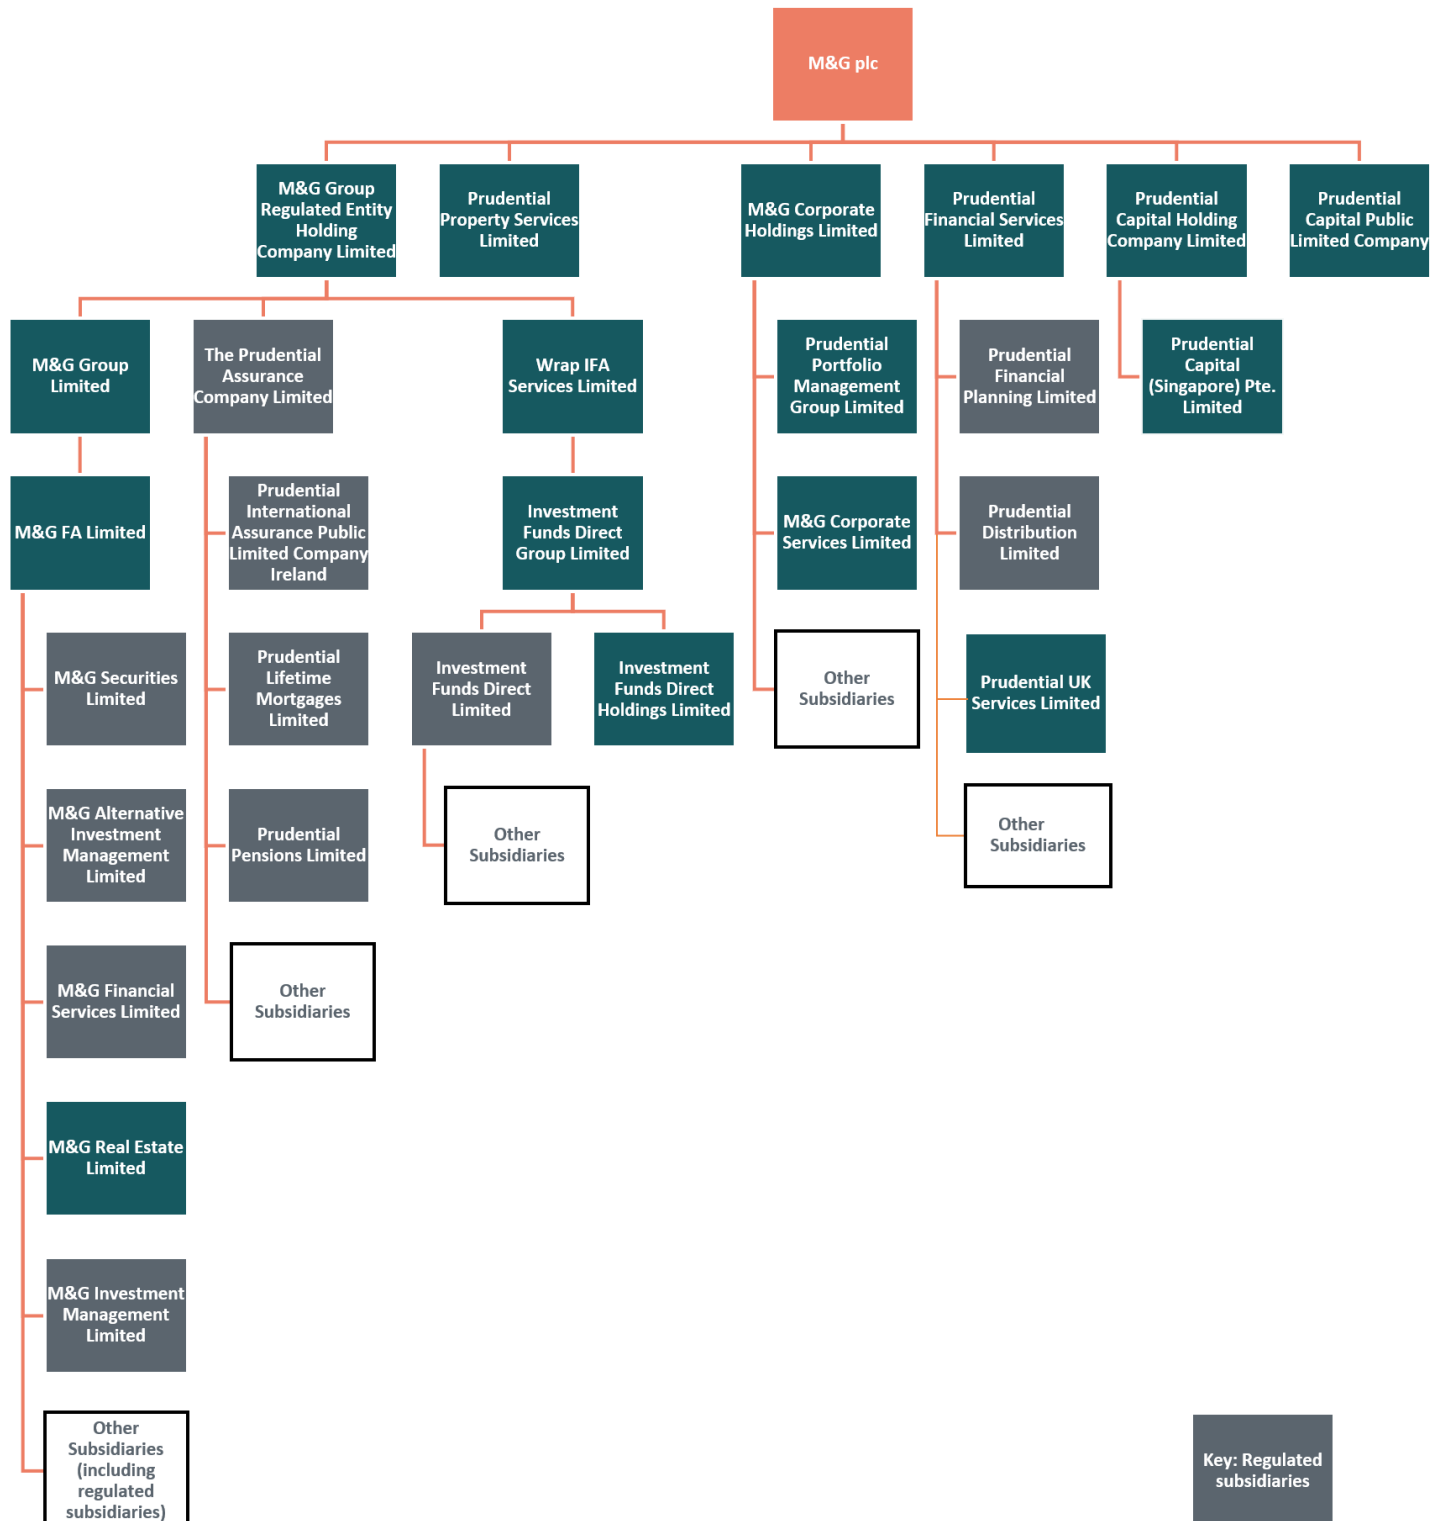 M&G plc
M&G Group
Regulated Entity
Holding
Company Limited
Prudential
Property Services
Limited
M&G Corporate
Holdings Limited
Prudential
Financial Services
Limited
Prudential
Capital Holding
Company Limited
Prudential
Capital Public
Limited Company
M&G Group
Limited
The Prudential
Assurance
Company Limited
Wrap IFA
Services Limited
Prudential
Portfolio
Management
Group Limited
Prudential
Financial
Planning Limited
Prudential
Capital
(Singapore) Pte.
Limited
M&G FA Limited
Prudential
International
Assurance Public
Limited Company
Ireland
Investment
Funds Direct
Group Limited
M&G Corporate
Services Limited
Prudential
Distribution
Limited
M&G Securities
Limited
Prudential
Lifetime
Mortgages
Limited
Investment
Funds Direct
Limited
Investment
Funds Direct
Holdings Limited
Other
Subsidiaries
Prudential UK
Services Limited
M&G Alternative
Investment
Management
Limited
Prudential
Pensions Limited
Other
Subsidiaries
Other
Subsidiaries
M&G Financial
Services Limited
Other
Subsidiaries
M&G Real Estate
Limited
M&G Investment
Management
Limited
Other
Subsidiaries
(including
regulated
subsidiaries)
Key: Regulated
subsidiaries